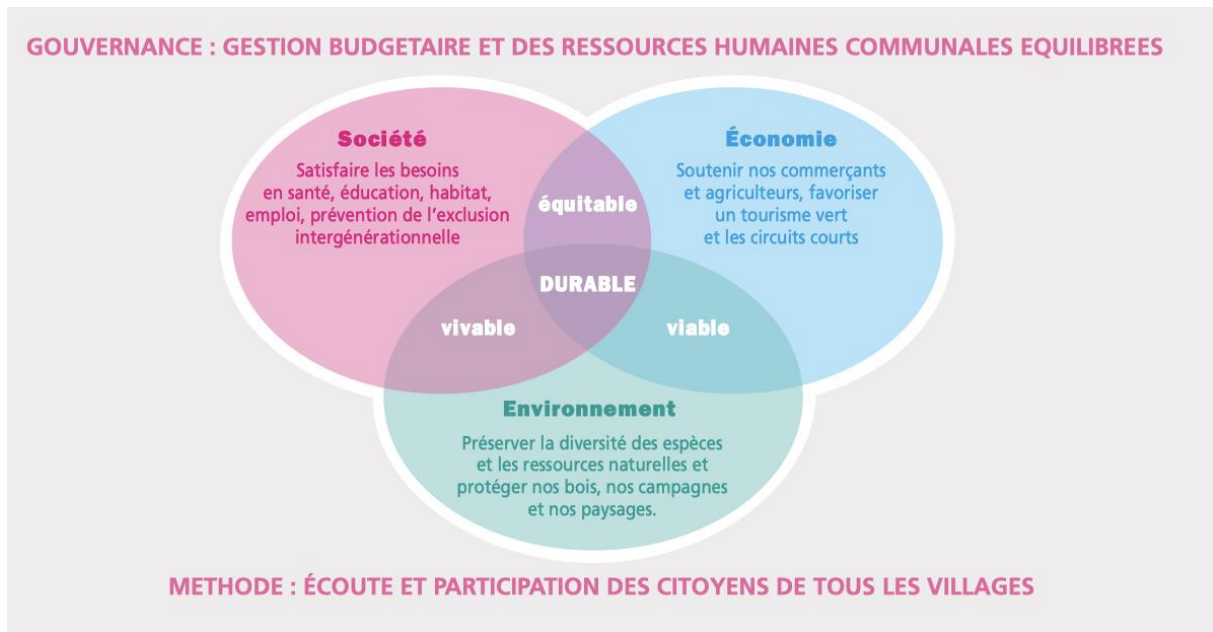 GOUVERNANCE : GESTION BUDGETAIRE ET DES RESSOURCES HUMAINES COMMUNALES EQUILIBREES
Société
Satisfaire les besoins
en santé, éducation, habitat,
emploi, prévention de l'exclusion
intergénérationnelle
Économie
Soutenir nos commerçants
et agriculteurs, favoriser
un tourisme vert
et les circuits courts
équitable
DURABLE
vivable
viable
Environnement
Préserver la diversité des espèces
et les ressources naturelles et
protéger nos bois, nos campagnes
et nos paysages.
METHODE : ÉCOUTE ET PARTICIPATION DES CITOYENS DE TOUS LES VILLAGES